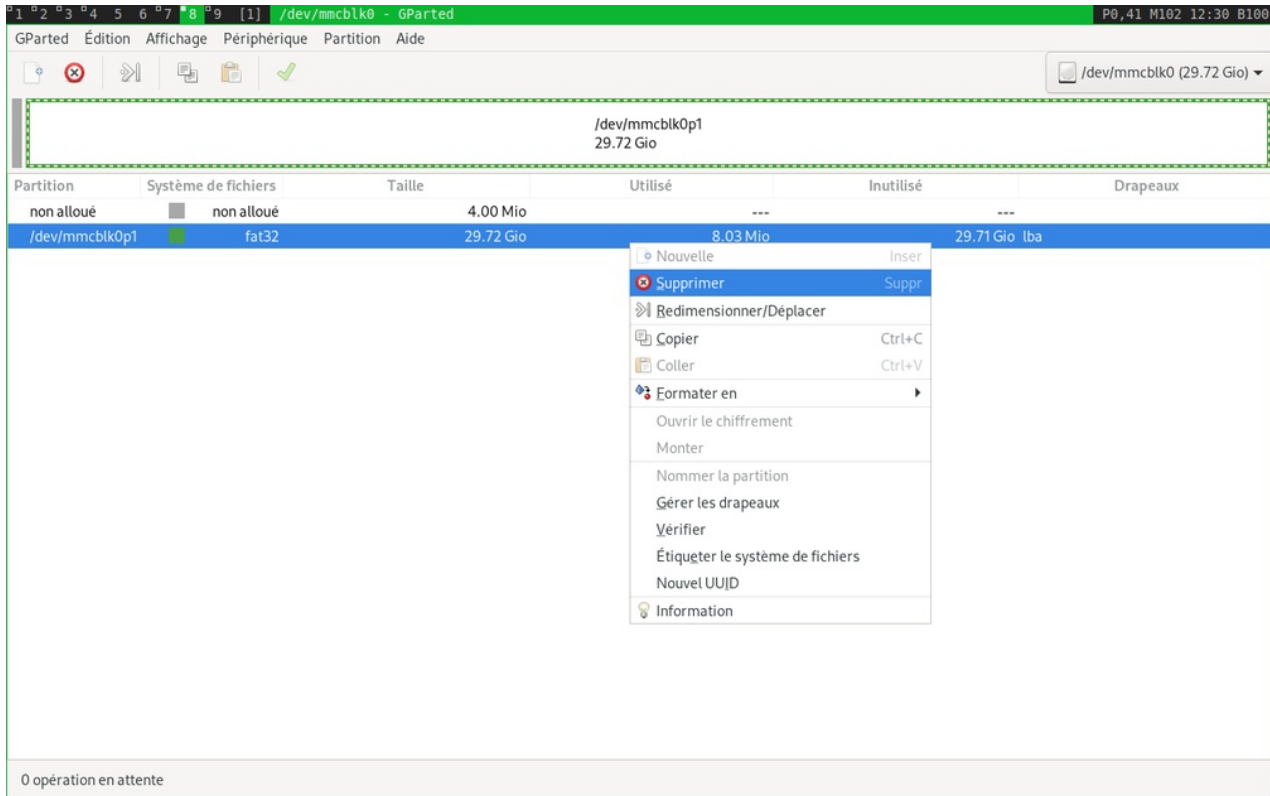 1 2 3 4 5 6 7 8 9 [1] /dev/mmcblk0 - GParted P0,41 M102 12:30 B100
GParted Édition Affichage Périphérique Partition Aide
/dev/mmcblk0 (29.72 Gio)
/dev/mmcblk0p1
29.72 Gio
Partition Système de fichiers Taille Utilisé Inutilisé Drapeaux
non alloué non alloué 4.00 Mio --- ---
/dev/mmcblk0p1 fat32 29.72 Gio 8.03 Mio 29.71 Gio lba
Nouvelle Inser
Supprimer Suppr
Redimensionner/Déplacer
Copier Ctrl+C
Coller Ctrl+V
Formater en
Ouvrir le chiffrement
Monter
Nommer la partition
Gérer les drapeaux
Vérifier
Étiqueter le système de fichiers
Nouvel UUID
Information
0 opération en attente